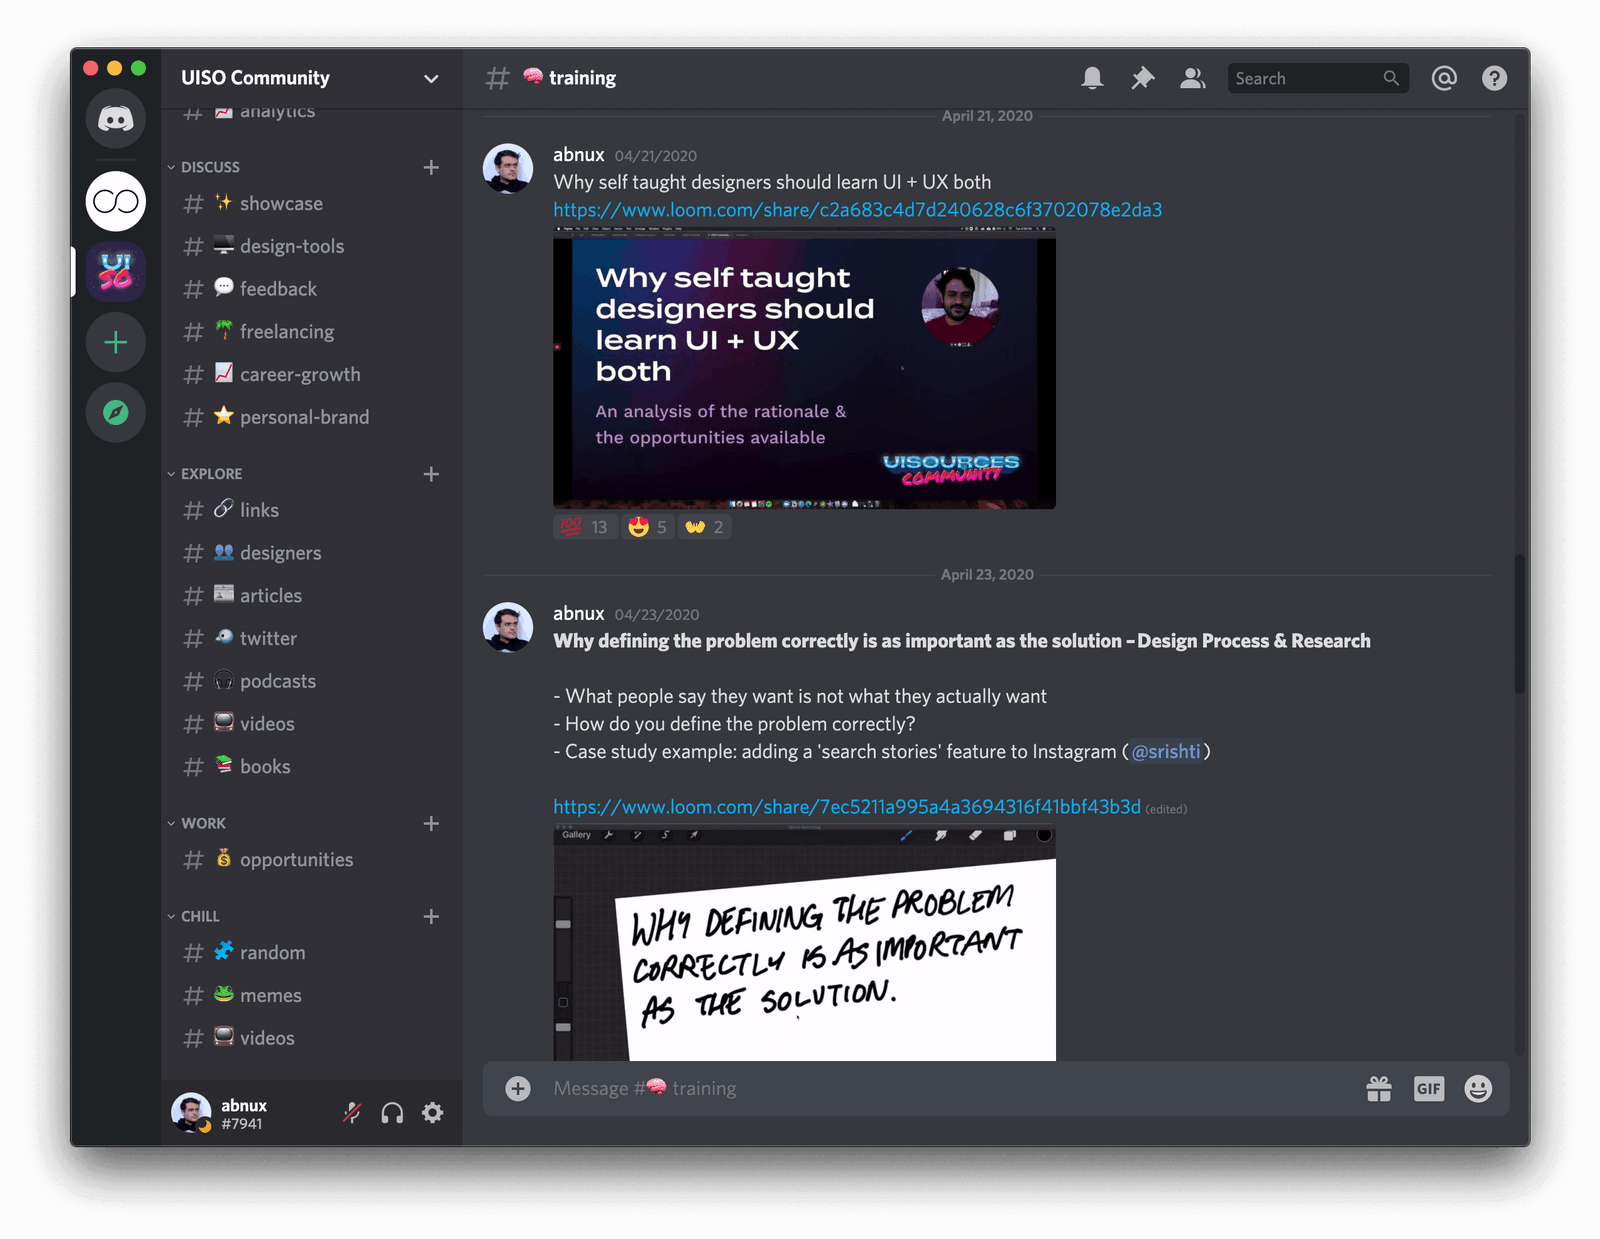 UISO Community
analytics
DISCUSS
showcase
design-tools
feedback
freelancing
career-growth
personal-brand
EXPLORE
links
designers
articles
twitter
podcasts
videos
books
WORK
opportunities
CHILL
random
memes
videos
abnux
#7941
UI
SO
# training
Search
April 21, 2020
abnux 04/21/2020
Why self taught designers should learn UI + UX both
https://www.loom.com/share/c2a683c4d7d240628c6f3702078e2da3
Why self taught
designers should
learn UI + UX
both
An analysis of the rationale &
the opportunities available
UISOURCES
COMMUNITY
100 13 5 2
April 23, 2020
abnux 04/23/2020
Why defining the problem correctly is as important as the solution – Design Process & Research
- What people say they want is not what they actually want
- How do you define the problem correctly?
- Case study example: adding a 'search stories' feature to Instagram (@srishti)
https://www.loom.com/share/7ec5211a995a4a3694316f41bbf43b3d (edited)
Gallery
WHY DEFINING THE PROBLEM
CORRECTLY IS AS IMPORTANT
AS THE SOLUTION.
Message # training
GIF